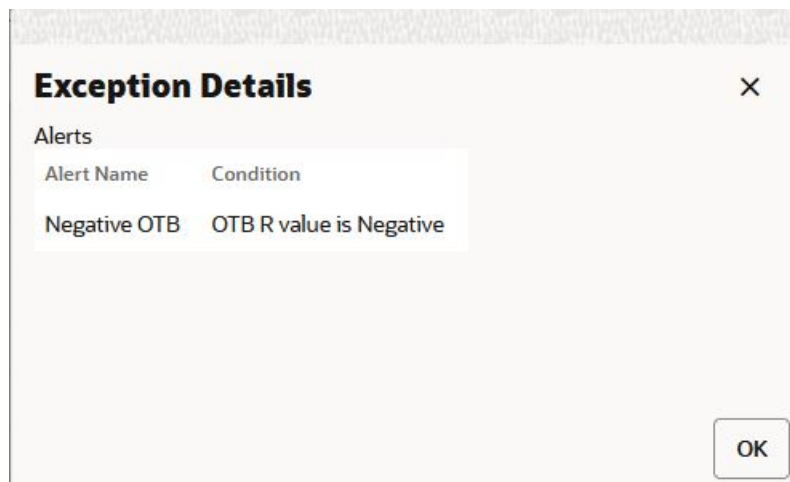 Exception Details
Alerts
Alert Name Condition
Negative OTB OTB R value is Negative
OK